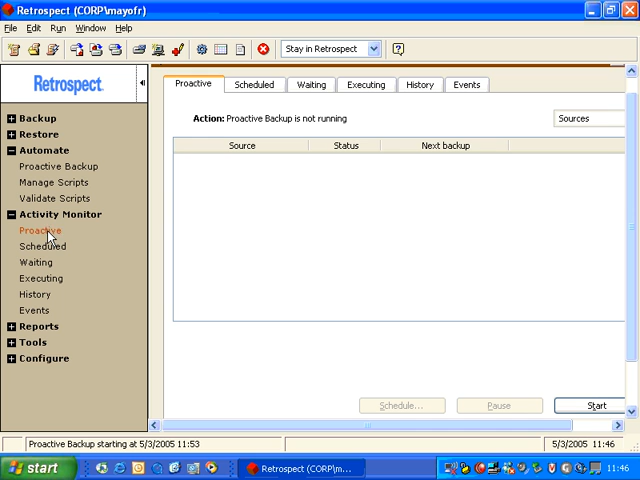 Retrospect (CORP\mayofr)
File Edit Run Window Help
Stay in Retrospect
Retrospect
Proactive Scheduled Waiting Executing History Events
Action: Proactive Backup is not running
Sources
Source Status Next backup
Backup
Restore
Automate
Proactive Backup
Manage Scripts
Validate Scripts
Activity Monitor
Proactive
Scheduled
Waiting
Executing
History
Events
Reports
Tools
Configure
Schedule... Pause Start
Proactive Backup starting at 5/3/2005 11:53
5/3/2005 11:46
start
Retrospect (CORP\m...
11:46